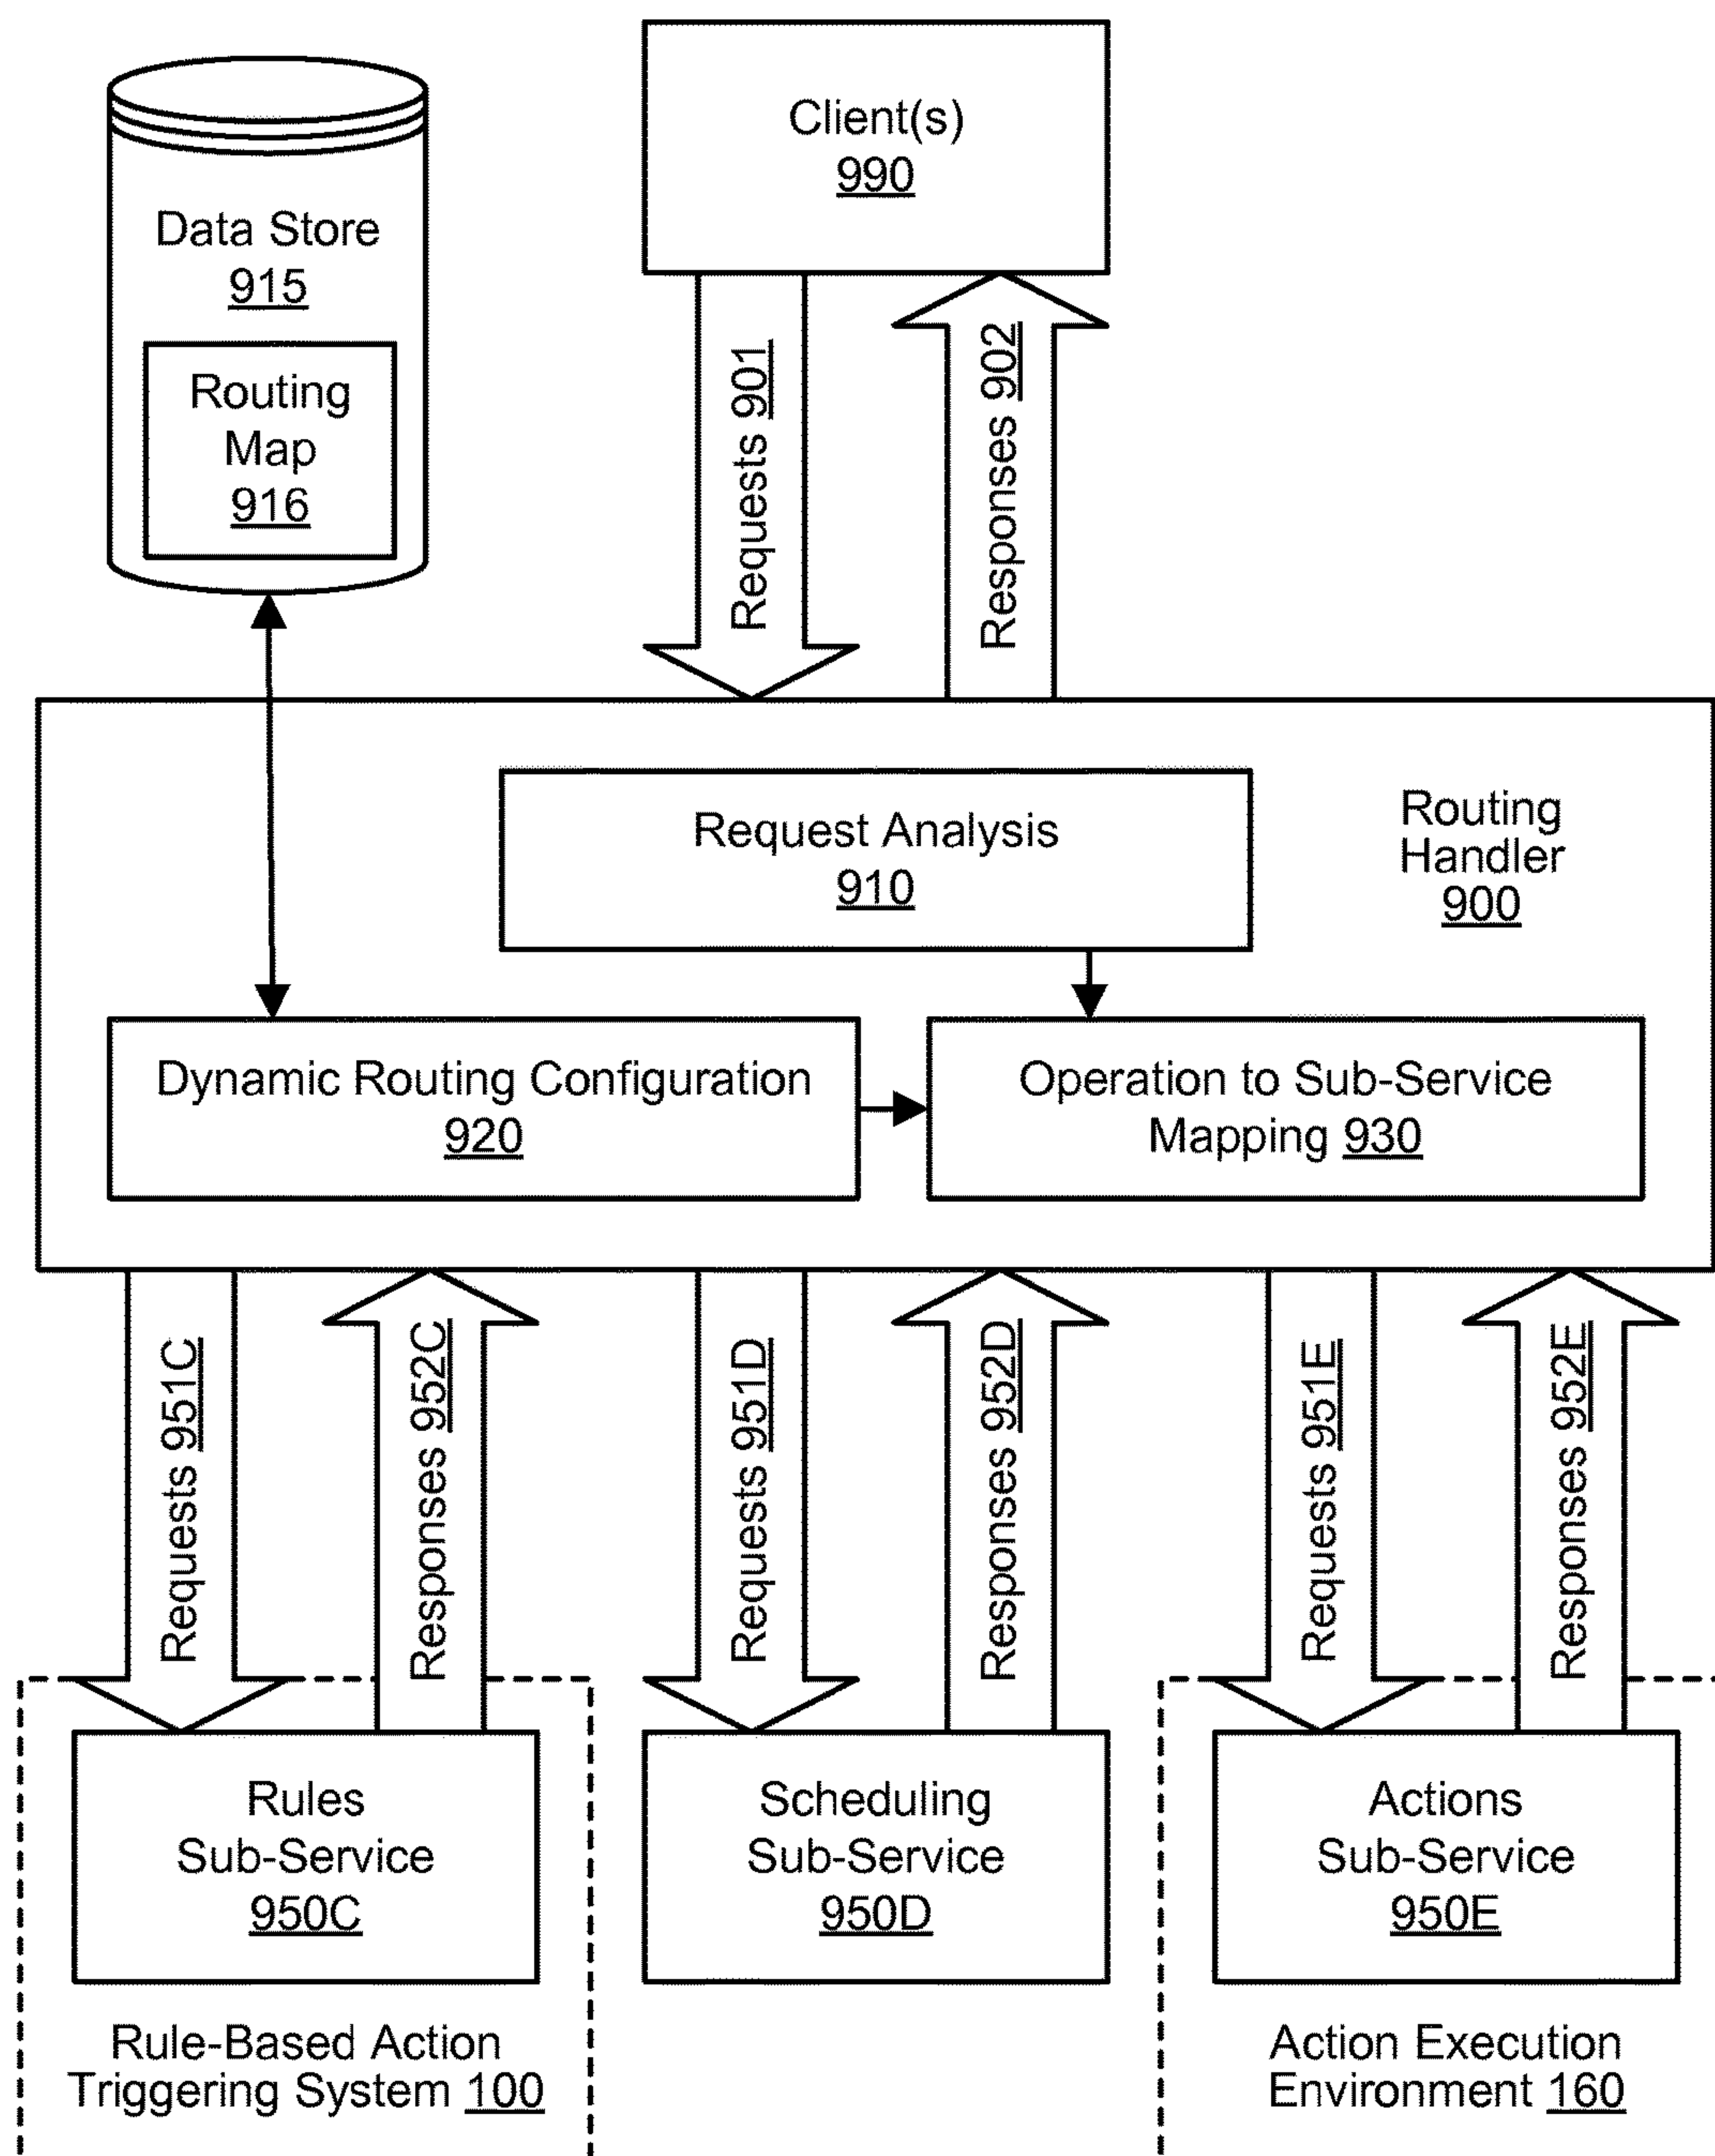 Client(s)
990
Data Store
915
Routing
Map
916
Requests 901
Responses 902
Request Analysis
910
Routing
Handler
900
Dynamic Routing Configuration
920
Operation to Sub-Service
Mapping 930
Requests 951C
Responses 952C
Requests 951D
Responses 952D
Requests 951E
Responses 952E
Rules
Sub-Service
950C
Scheduling
Sub-Service
950D
Actions
Sub-Service
950E
Rule-Based Action
Triggering System 100
Action Execution
Environment 160